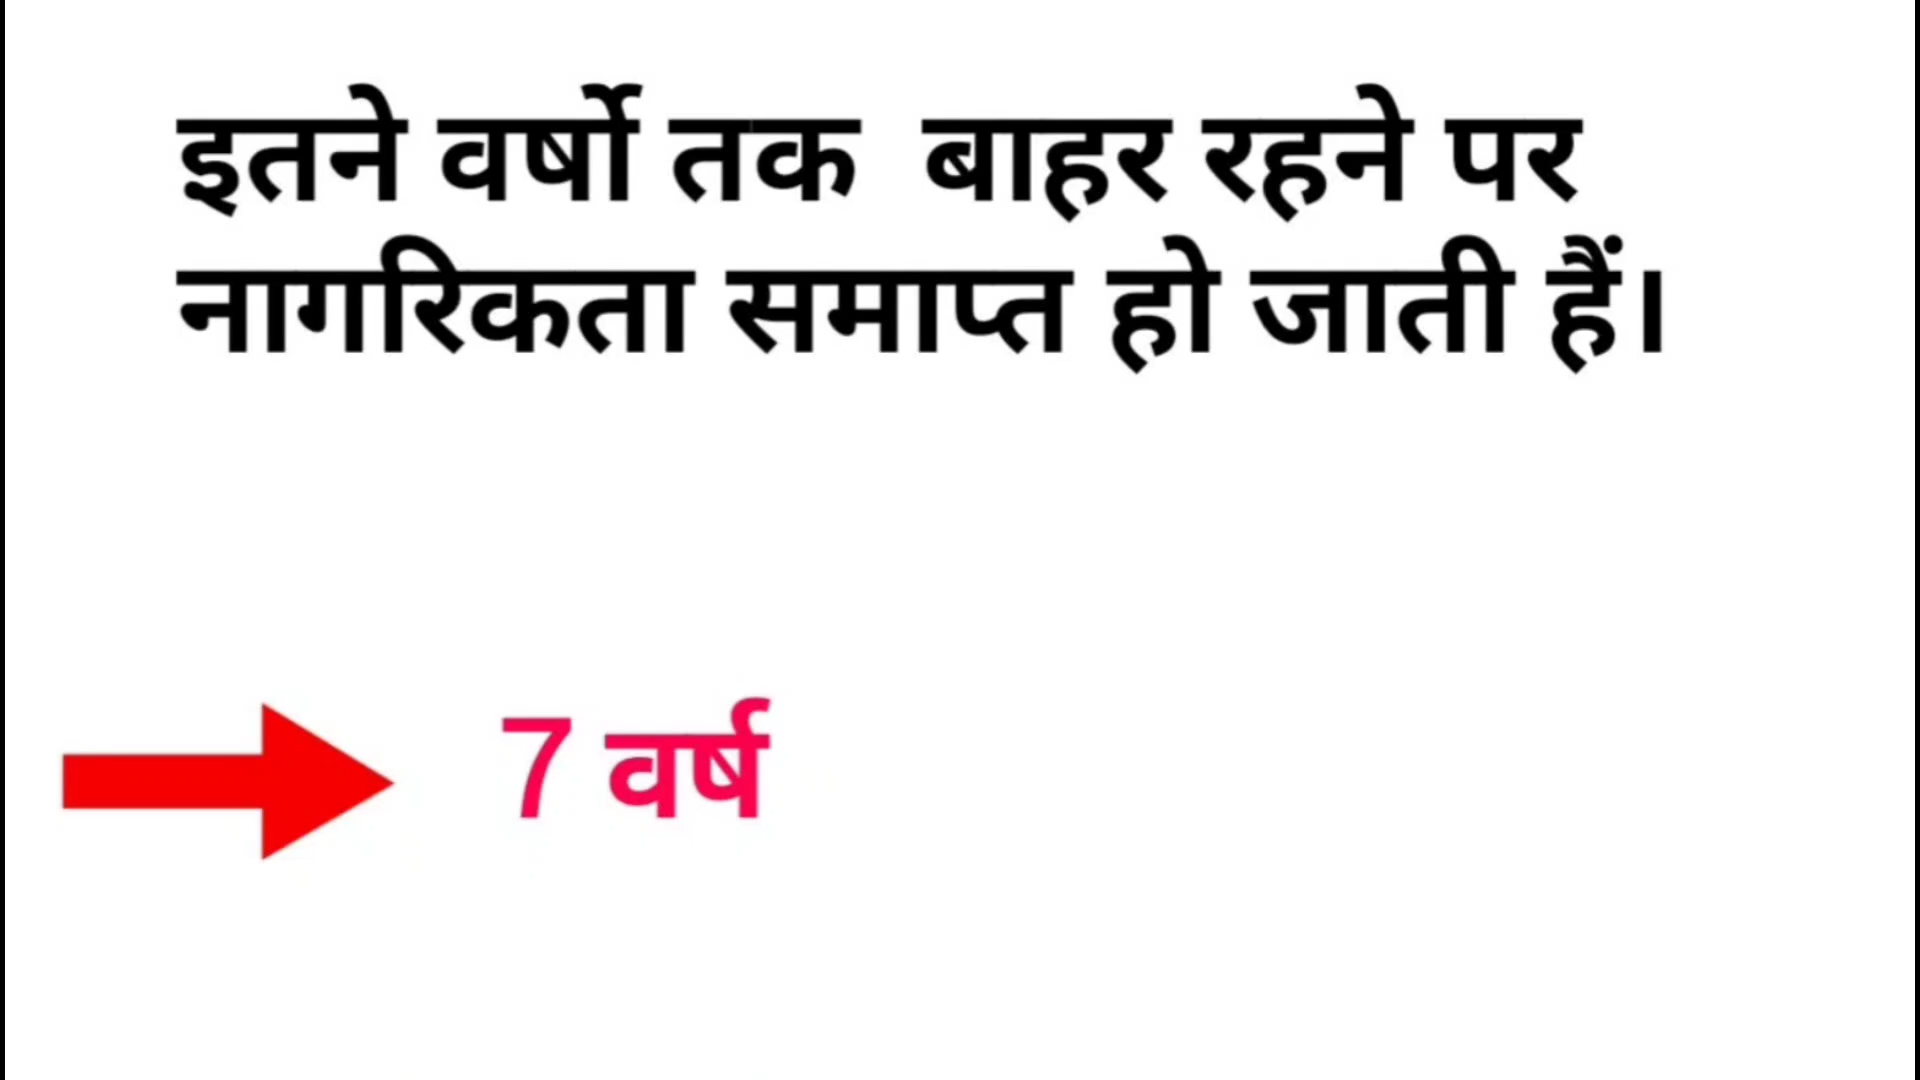 इतने वर्षो तक बाहर रहने पर
नागरिकता समाप्त हो जाती हैं।
7 वर्ष